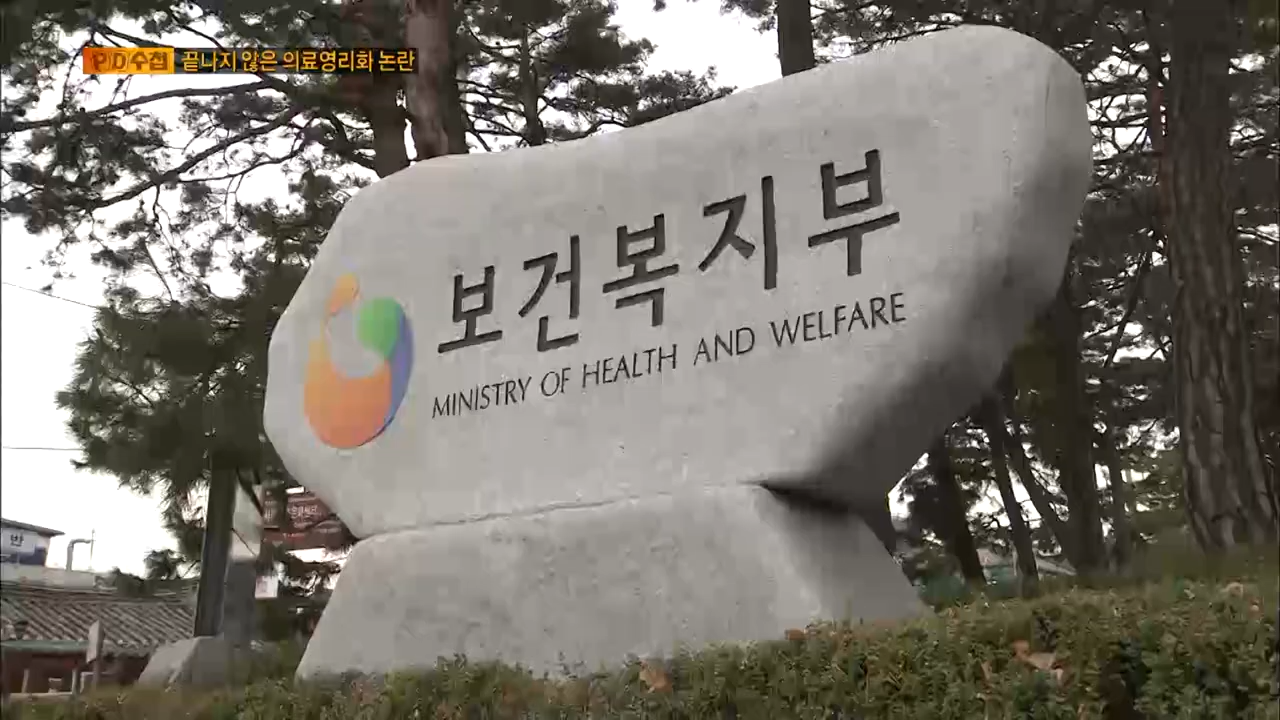 PD수첩 끝나지 않은 의료영리화 논란
보건복지부
MINISTRY OF HEALTH AND WELFARE
반